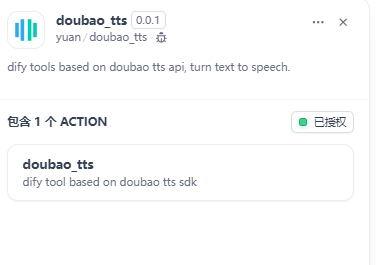 doubao_tts 0.0.1
yuan / doubao_tts
dify tools based on doubao tts api, turn text to speech.
包含 1 个 ACTION
已授权
doubao_tts
dify tool based on doubao tts sdk